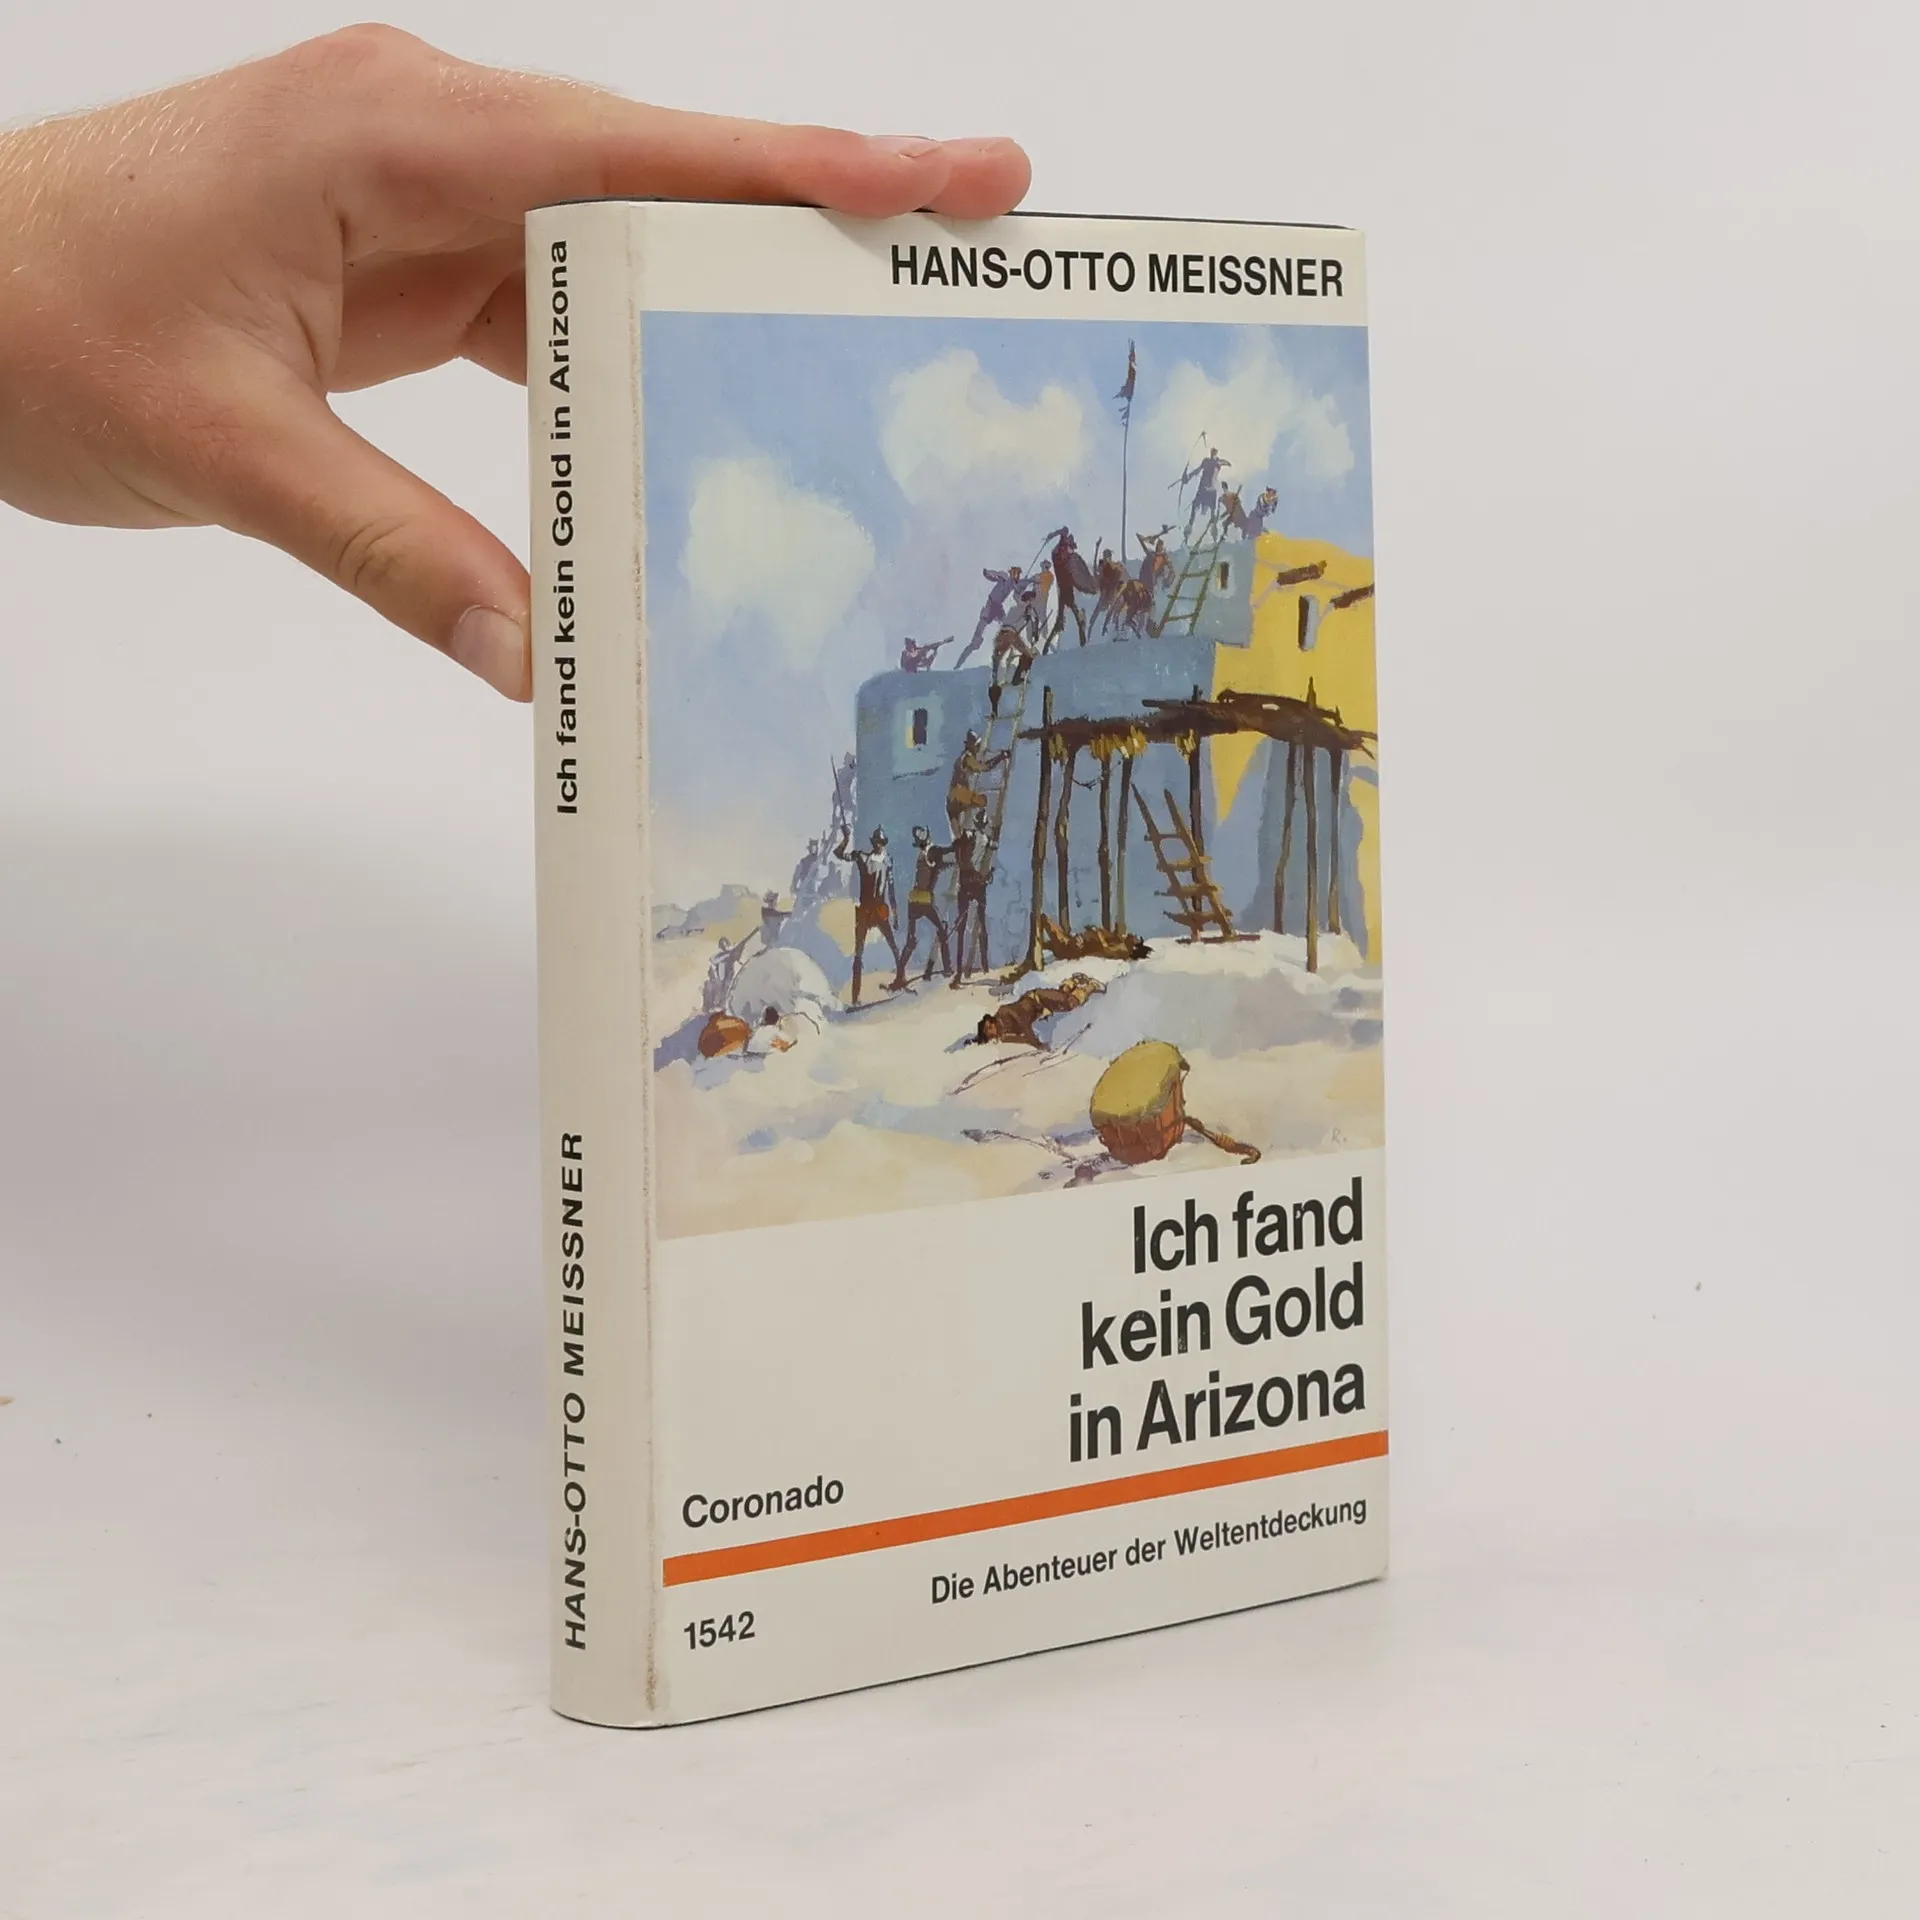 Ich fand kein Gold in Arizona
HANS-OTTO MEISSNER
HANS-OTTO MEISSNER
R.
Ich fand
kein Gold
in Arizona
Coronado
Die Abenteuer der Weltentdeckung
1542